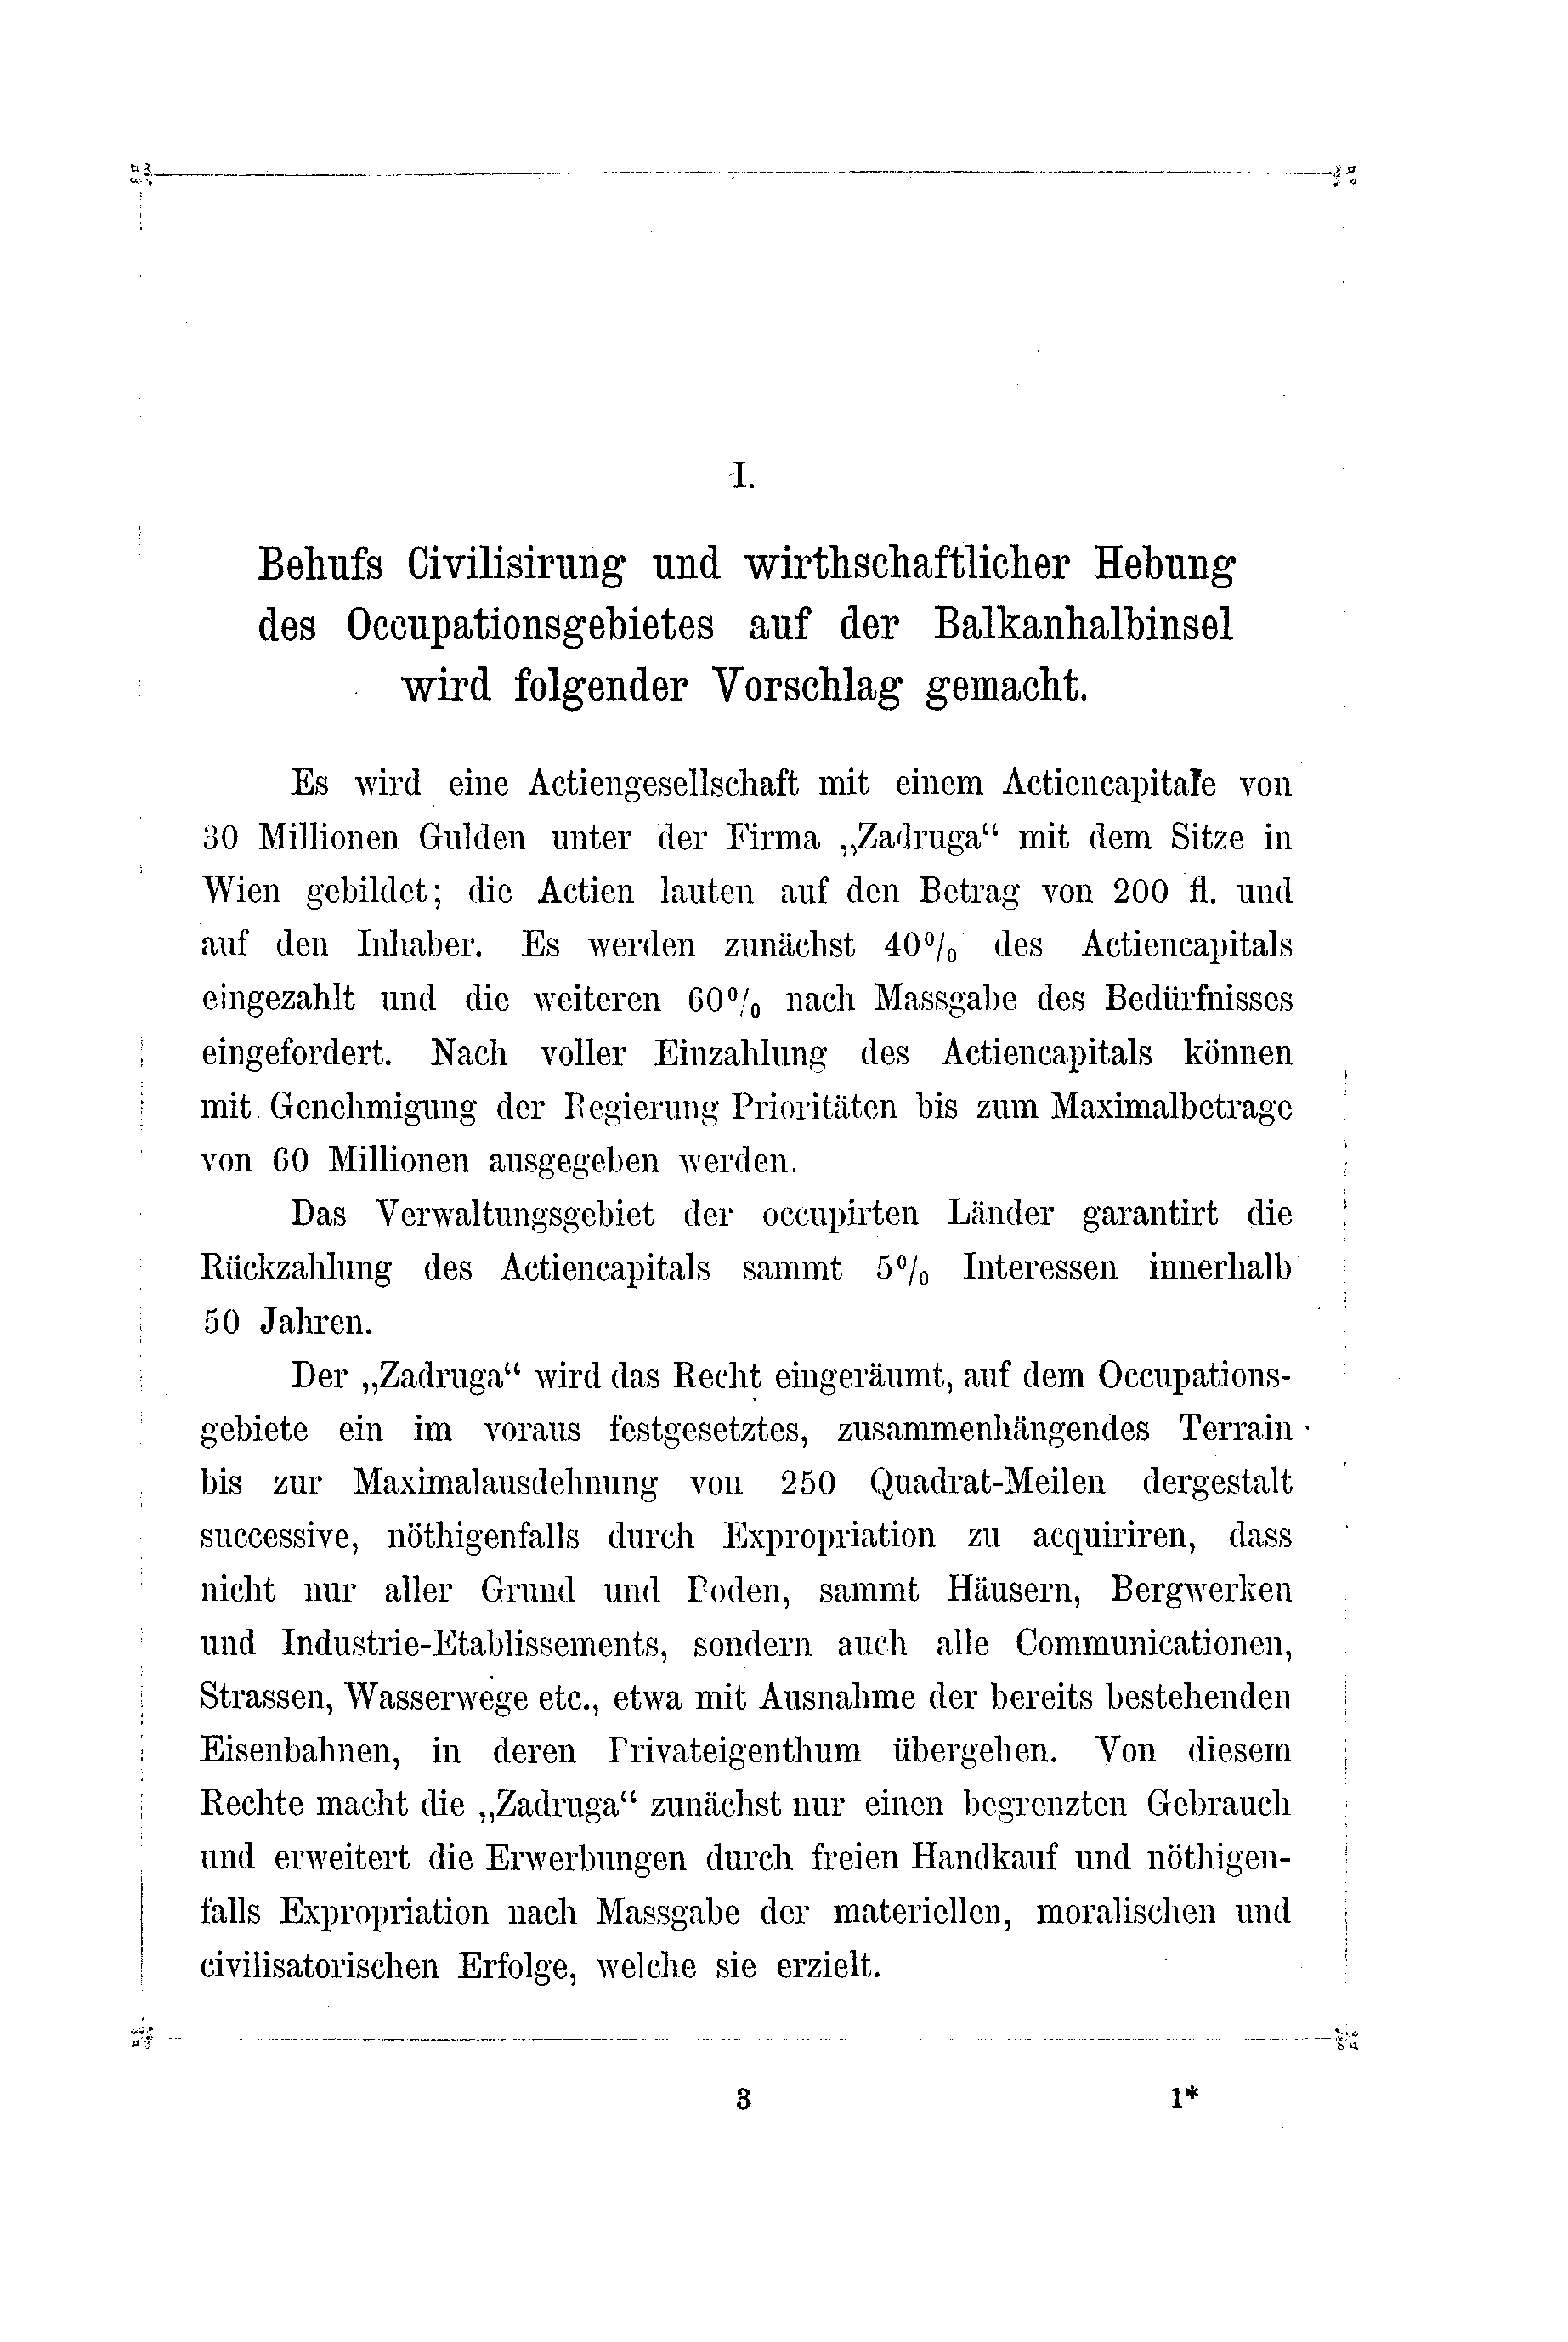 I.
Behufs Civilisirung und wirthschaftlicher Hebung
des Occupationsgebietes auf der Balkanhalbinsel
wird folgender Vorschlag gemacht.
Es wird eine Actiengesellschaft mit einem Actiencapitale von
30 Millionen Gulden unter der Firma „Zadruga“ mit dem Sitze in
Wien gebildet; die Actien lauten auf den Betrag von 200 fl. und
auf den Inhaber. Es werden zunächst 40% des Actiencapitals
eingezahlt und die weiteren 60% nach Massgabe des Bedürfnisses
eingefordert. Nach voller Einzahlung des Actiencapitals können
mit Genehmigung der Regierung Prioritäten bis zum Maximalbetrage
von 60 Millionen ausgegeben werden.
Das Verwaltungsgebiet der occupirten Länder garantirt die
Rückzahlung des Actiencapitals sammt 5% Interessen innerhalb
50 Jahren.
Der „Zadruga“ wird das Recht eingeräumt, auf dem Occupations-
gebiete ein im voraus festgesetztes, zusammenhängendes Terrain
bis zur Maximalausdehnung von 250 Quadrat-Meilen dergestalt
successive, nöthigenfalls durch Expropriation zu acquiriren, dass
nicht nur aller Grund und Boden, sammt Häusern, Bergwerken
und Industrie-Etablissements, sondern auch alle Communicationen,
Strassen, Wasserwege etc., etwa mit Ausnahme der bereits bestehenden
Eisenbahnen, in deren Privateigenthum übergehen. Von diesem
Rechte macht die „Zadruga“ zunächst nur einen begrenzten Gebrauch
und erweitert die Erwerbungen durch freien Handkauf und nöthigen-
falls Expropriation nach Massgabe der materiellen, moralischen und
civilisatorischen Erfolge, welche sie erzielt.
3 1*